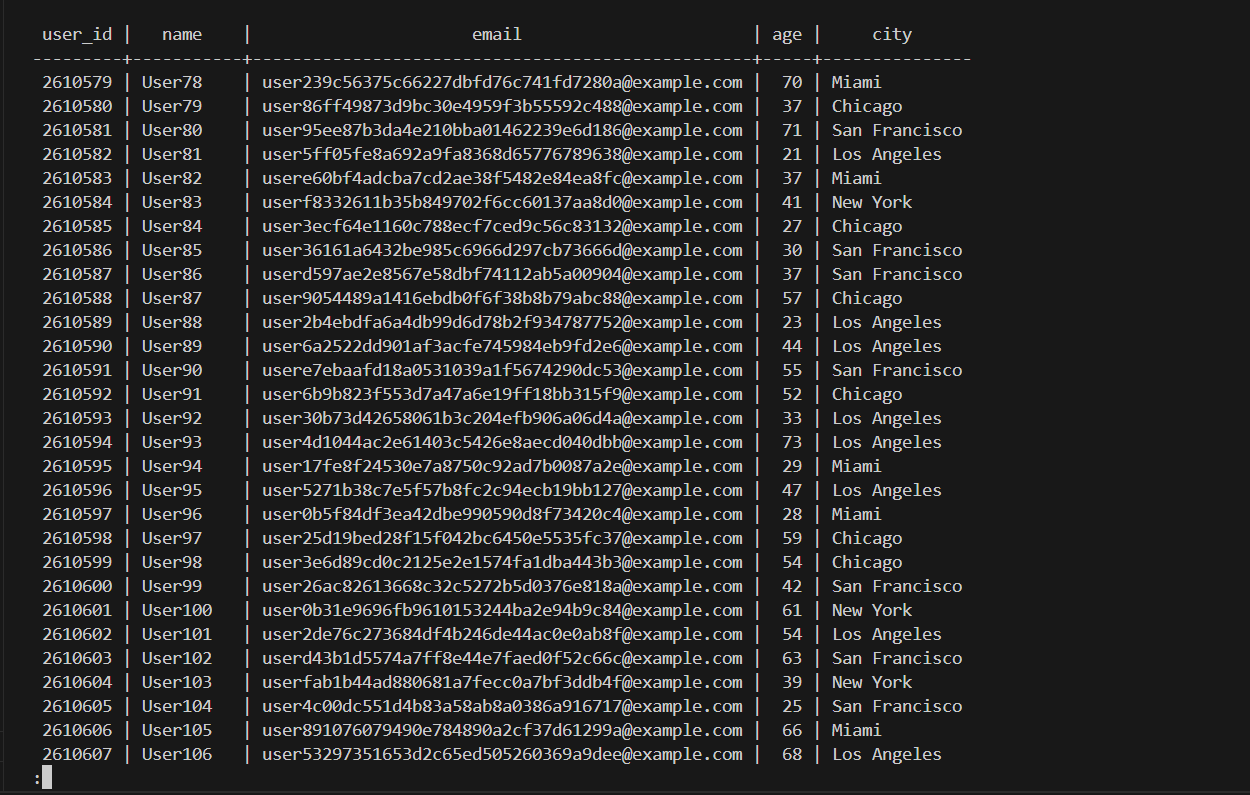 user_id | name | email | age | city
---------+---------+--------------------------------------------------+-----+---------------
2610579 | User78 | user239c56375c66227dbfd76c741fd7280a@example.com | 70 | Miami
2610580 | User79 | user86ff49873d9bc30e4959f3b55592c488@example.com | 37 | Chicago
2610581 | User80 | user95ee87b3da4e210bba01462239e6d186@example.com | 71 | San Francisco
2610582 | User81 | user5ff05fe8a692a9fa8368d65776789638@example.com | 21 | Los Angeles
2610583 | User82 | usere60bf4adcba7cd2ae38f5482e84ea8fc@example.com | 37 | Miami
2610584 | User83 | userf8332611b35b849702f6cc60137aa8d0@example.com | 41 | New York
2610585 | User84 | user3ecf64e1160c788ecf7ced9c56c83132@example.com | 27 | Chicago
2610586 | User85 | user36161a6432be985c6966d297cb73666d@example.com | 30 | San Francisco
2610587 | User86 | userd597ae2e8567e58dbf74112ab5a00904@example.com | 37 | San Francisco
2610588 | User87 | user9054489a1416ebdb0f6f38b8b79abc88@example.com | 57 | Chicago
2610589 | User88 | user2b4ebdfa6a4db99d6d78b2f934787752@example.com | 23 | Los Angeles
2610590 | User89 | user6a2522dd901af3acfe745984eb9fd2e6@example.com | 44 | Los Angeles
2610591 | User90 | usere7ebaafd18a0531039a1f5674290dc53@example.com | 55 | San Francisco
2610592 | User91 | user6b9b823f553d7a47a6e19ff18bb315f9@example.com | 52 | Chicago
2610593 | User92 | user30b73d42658061b3c204efb906a06d4a@example.com | 33 | Los Angeles
2610594 | User93 | user4d1044ac2e61403c5426e8aecd040dbb@example.com | 73 | Los Angeles
2610595 | User94 | user17fe8f24530e7a8750c92ad7b0087a2e@example.com | 29 | Miami
2610596 | User95 | user5271b38c7e5f57b8fc2c94ecb19bb127@example.com | 47 | Los Angeles
2610597 | User96 | user0b5f84df3ea42dbe990590d8f73420c4@example.com | 28 | Miami
2610598 | User97 | user25d19bed28f15f042bc6450e5535fc37@example.com | 59 | Chicago
2610599 | User98 | user3e6d89cd0c2125e2e1574fa1dba443b3@example.com | 54 | Chicago
2610600 | User99 | user26ac82613668c32c5272b5d0376e818a@example.com | 42 | San Francisco
2610601 | User100 | user0b31e9696fb9610153244ba2e94b9c84@example.com | 61 | New York
2610602 | User101 | user2de76c273684df4b246de44ac0e0ab8f@example.com | 54 | Los Angeles
2610603 | User102 | userd43b1d5574a7ff8e44e7faed0f52c66c@example.com | 63 | San Francisco
2610604 | User103 | userfab1b44ad880681a7fecc0a7bf3ddb4f@example.com | 39 | New York
2610605 | User104 | user4c00dc551d4b83a58ab8a0386a916717@example.com | 25 | San Francisco
2610606 | User105 | user891076079490e784890a2cf37d61299a@example.com | 66 | Miami
2610607 | User106 | user53297351653d2c65ed505260369a9dee@example.com | 68 | Los Angeles
: